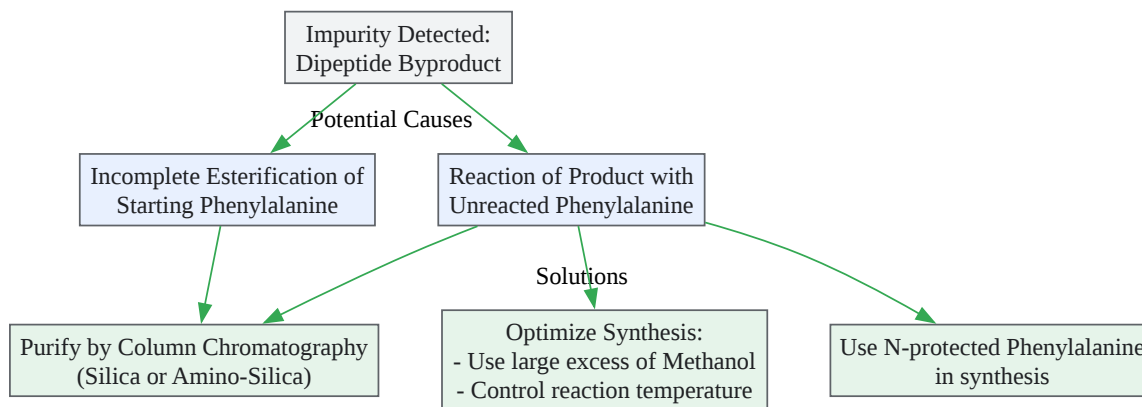 Impurity Detected:
Dipeptide Byproduct
Potential Causes
Incomplete Esterification of
Starting Phenylalanine
Reaction of Product with
Unreacted Phenylalanine
Solutions
Purify by Column Chromatography
(Silica or Amino-Silica)
Optimize Synthesis:
- Use large excess of Methanol
- Control reaction temperature
Use N-protected Phenylalanine
in synthesis